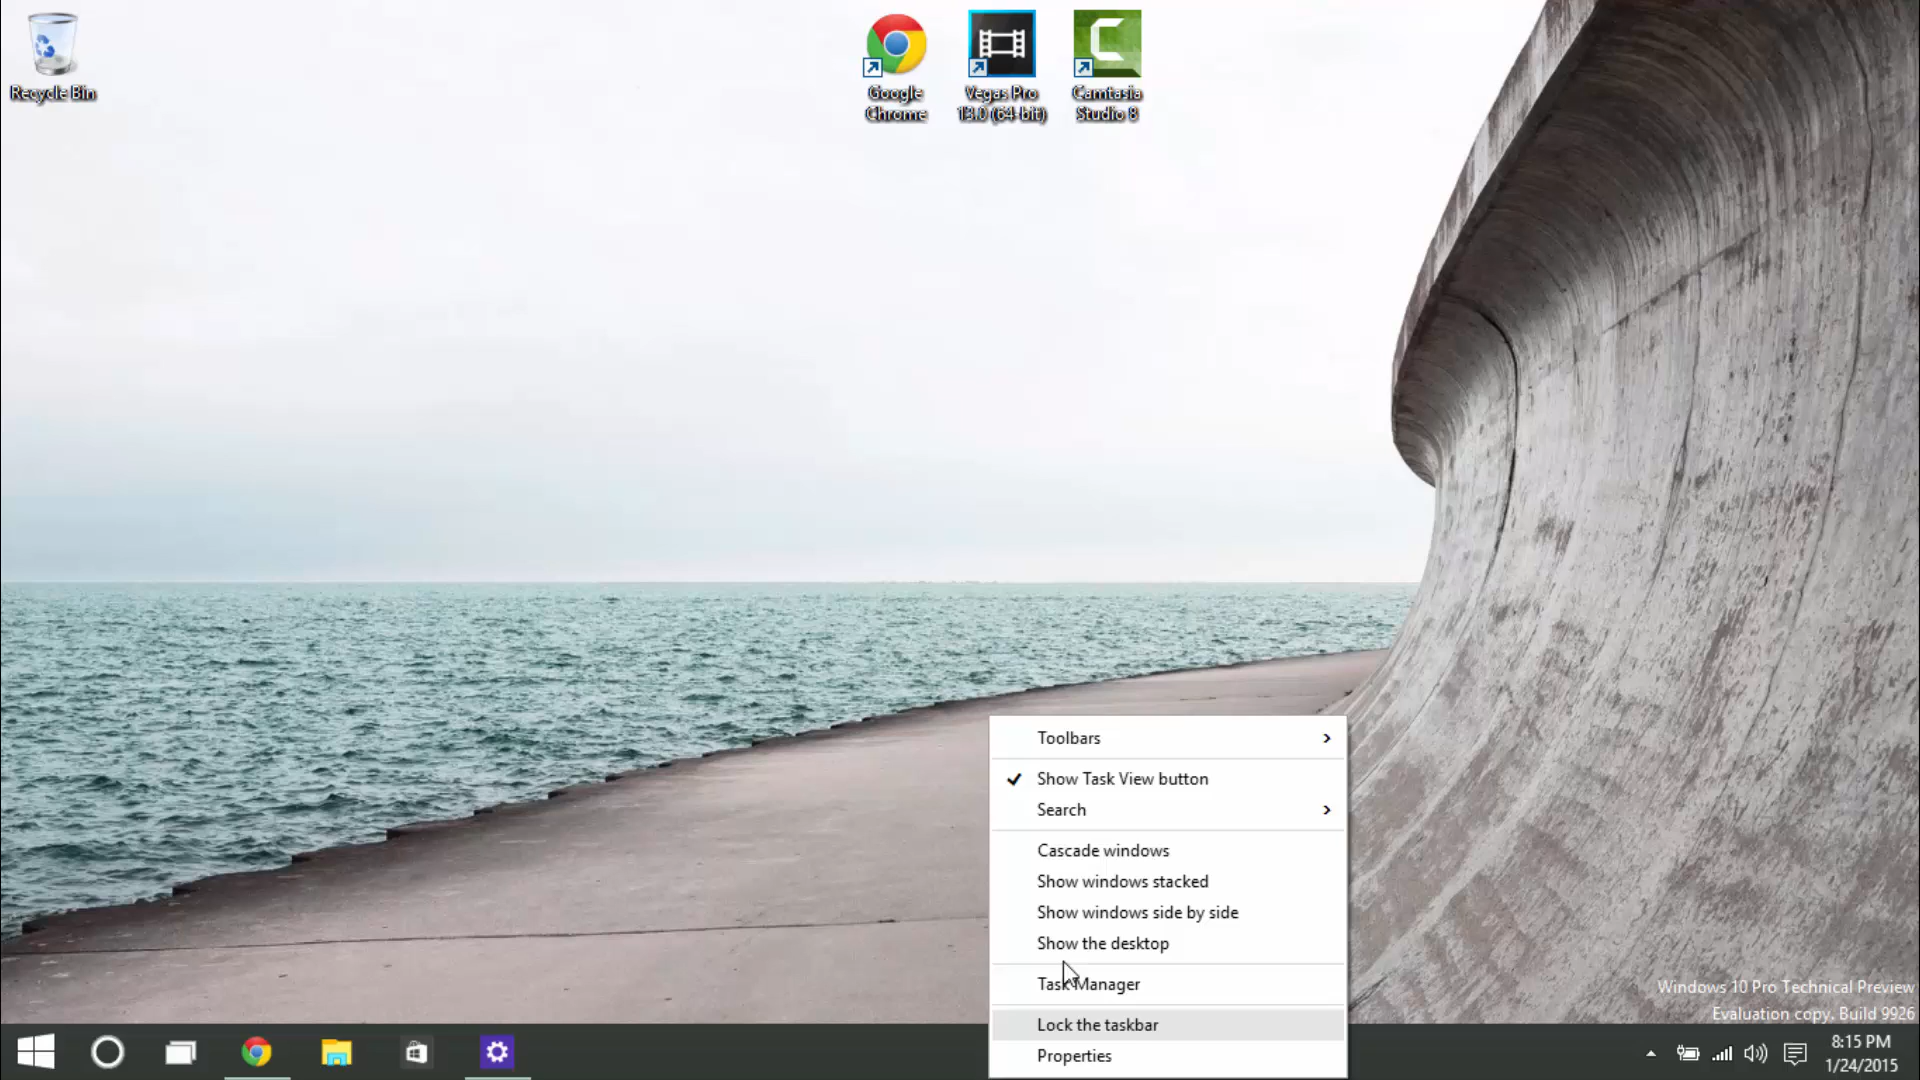 Recycle Bin
Google
Chrome
Vegas Pro
13.0 (64-bit)
Camtasia
Studio 8
Toolbars
Show Task View button
Search
Cascade windows
Show windows stacked
Show windows side by side
Show the desktop
Task Manager
Lock the taskbar
Properties
Windows 10 Pro Technical Preview
Evaluation copy. Build 9926
8:15 PM
1/24/2015